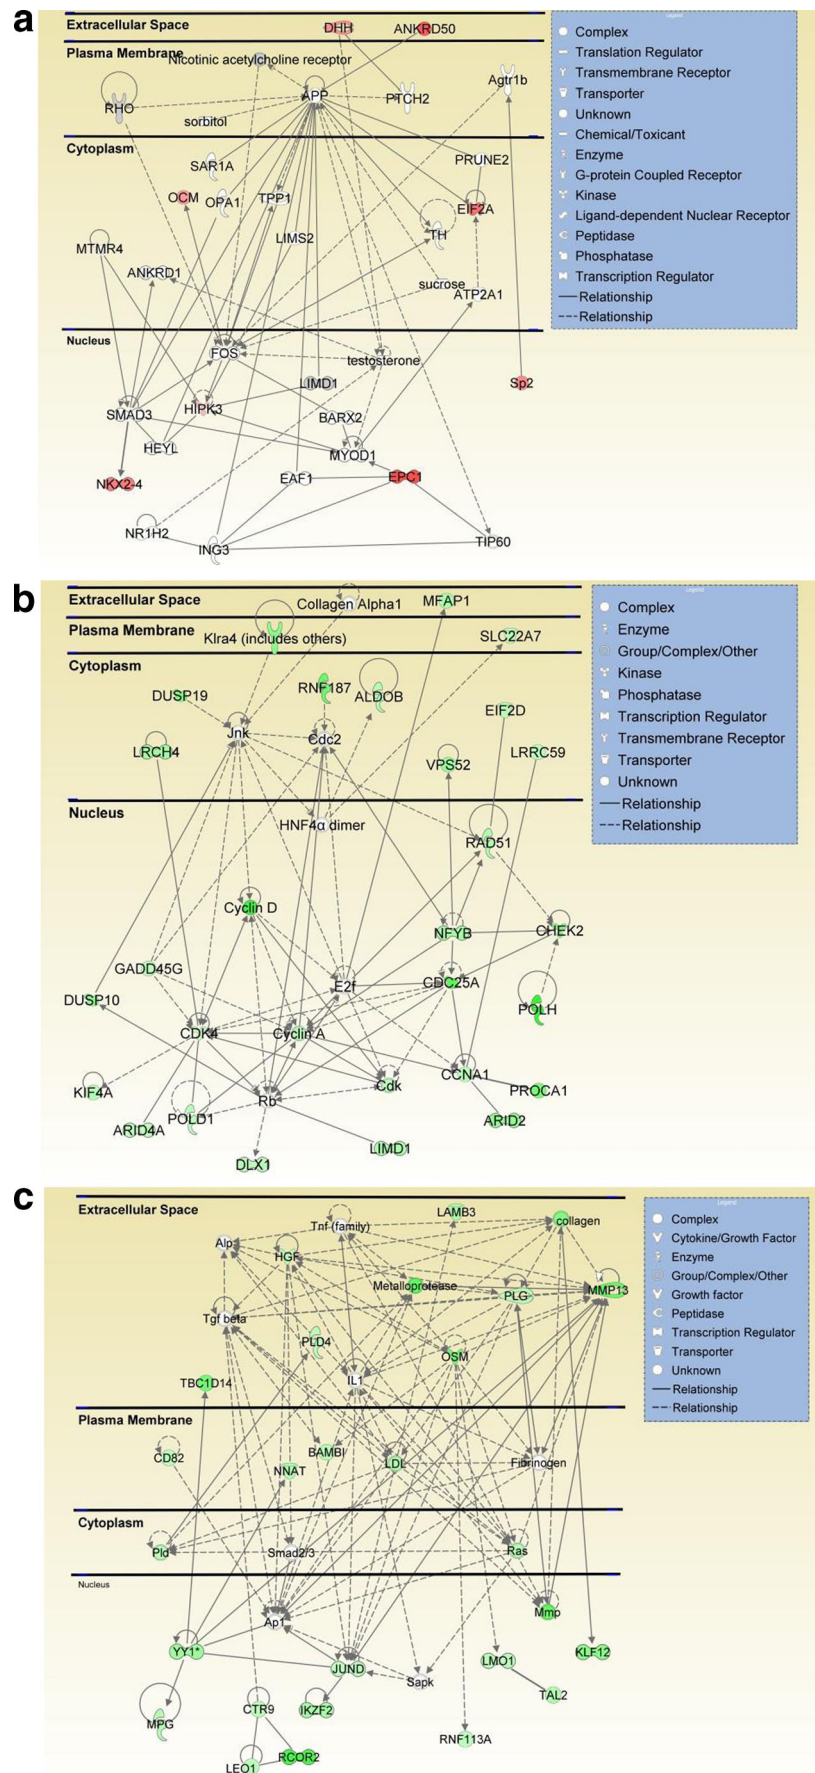 a
Extracellular Space
DHH
ANKRD50
Plasma Membrane
Nicotinic acetylcholine receptor
Agtr1b
APP
PTCH2
RHO
sorbitol
Cytoplasm
SAR1A
PRUNE2
OCM
OPA1
TPP1
EIF2A
LIMS2
TH
MTMR4
ANKRD1
sucrose
ATP2A1
Nucleus
FOS
testosterone
LIMD1
Sp2
SMAD3
HIPK3
BARX2
HEYL
MYOD1
NKX2-4
EAF1
EPC1
NR1H2
ING3
TIP60
Legend
Complex
Translation Regulator
Transmembrane Receptor
Transporter
Unknown
Chemical/Toxicant
Enzyme
G-protein Coupled Receptor
Kinase
Ligand-dependent Nuclear Receptor
Peptidase
Phosphatase
Transcription Regulator
Relationship
Relationship
b
Extracellular Space
Collagen Alpha1
MFAP1
Plasma Membrane
Klra4 (includes others)
SLC22A7
Cytoplasm
DUSP19
RNF187
ALDOB
EIF2D
Jnk
Cdc2
LRCH4
VPS52
LRRC59
Nucleus
HNF4α dimer
RAD51
Cyclin D
NFYB
CHEK2
GADD45G
E2f
CDC25A
DUSP10
POLH
CDK4
Cyclin A
KIF4A
Rb
Cdk
CCNA1
PROCA1
ARID4A
POLD1
ARID2
DLX1
LIMD1
Legend
Complex
Enzyme
Group/Complex/Other
Kinase
Phosphatase
Transcription Regulator
Transmembrane Receptor
Transporter
Unknown
Relationship
Relationship
c
Extracellular Space
LAMB3
Tnf (family)
collagen
Alp
HGF
Metalloprotease
PLG
MMP13
Tgf beta
PLD4
OSM
TBC1D14
IL1
Plasma Membrane
CD82
BAMBI
NNAT
LDL
Fibrinogen
Cytoplasm
Pld
Smad2/3
Ras
Nucleus
Ap1
Mmp
YY1*
JUND
LMO1
KLF12
Sapk
TAL2
MPG
CTR9
IKZF2
RNF113A
LEO1
RCOR2
Legend
Complex
Cytokine/Growth Factor
Enzyme
Group/Complex/Other
Growth factor
Peptidase
Transcription Regulator
Transporter
Unknown
Relationship
Relationship